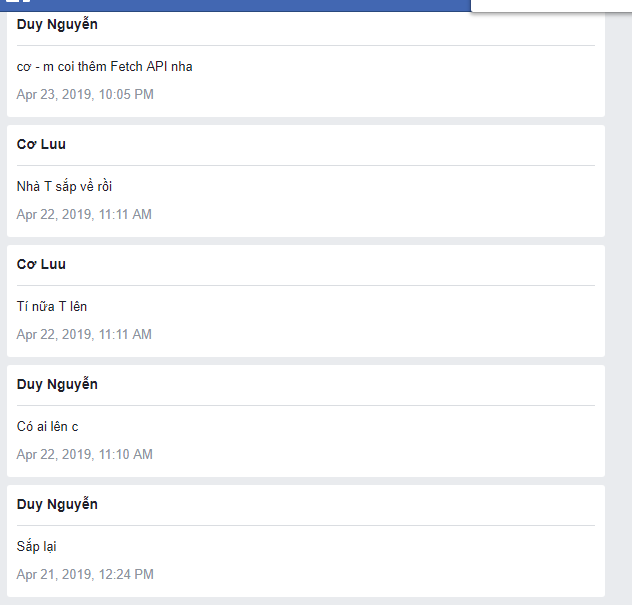 Duy Nguyễn
cơ - m coi thêm Fetch API nha
Apr 23, 2019, 10:05 PM
Cơ Luu
Nhà T sắp về rồi
Apr 22, 2019, 11:11 AM
Cơ Luu
Tí nữa T lên
Apr 22, 2019, 11:11 AM
Duy Nguyễn
Có ai lên c
Apr 22, 2019, 11:10 AM
Duy Nguyễn
Sắp lại
Apr 21, 2019, 12:24 PM